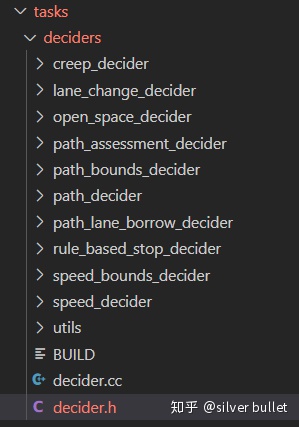 tasks
deciders
creep_decider
lane_change_decider
open_space_decider
path_assessment_decider
path_bounds_decider
path_decider
path_lane_borrow_decider
rule_based_stop_decider
speed_bounds_decider
speed_decider
utils
BUILD
decider.cc
C decider.h
知乎 @silver bullet